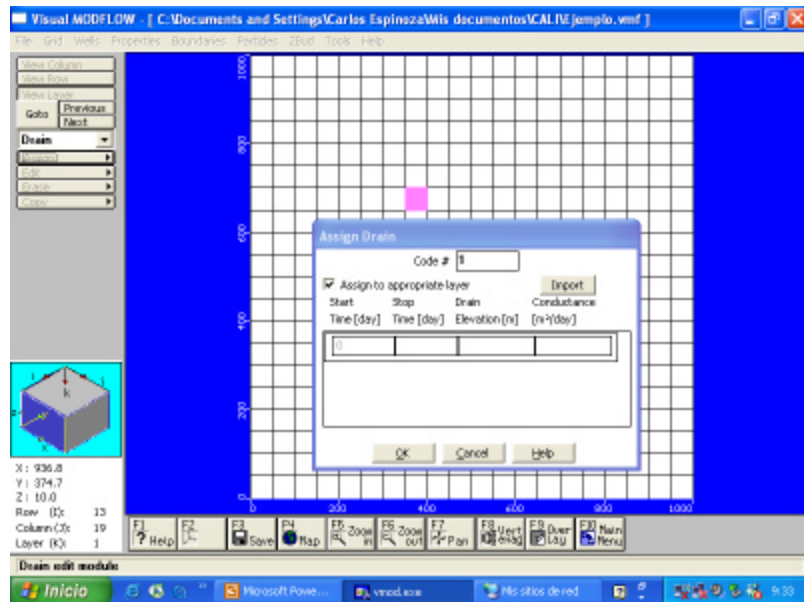 Visual MODFLOW - [ C:\Documents and Settings\Carlos Espinoza\Mis documentos\CALI\Ejemplo.vmf ]
File Grid Wells Properties Boundaries Particles ZBud Tools Help
View Column
View Row
View Layer
Goto
Previous
Next
Drain
Assign
Edit
Erase
Copy
1000
800
600
400
200
0
0 200 400 600 800 1000
Assign Drain
Code # 1
Assign to appropriate layer
Import
Start Stop Drain Conductance
Time [day] Time [day] Elevation [m] [m²/day]
0
OK Cancel Help
k
X : 936.8
Y : 374.7
Z : 10.0
Row (I): 13
Column (J): 19
Layer (K): 1
F1 Help
F2
F3 Save
F4 Map
F5 Zoom in
F6 Zoom out
F7 Pan
F8 Vert exag
F9 Over Lay
F10 Main Menu
Drain edit module
Inicio
Microsoft Powe...
vmod.exe
Mis sitios de red
9:33